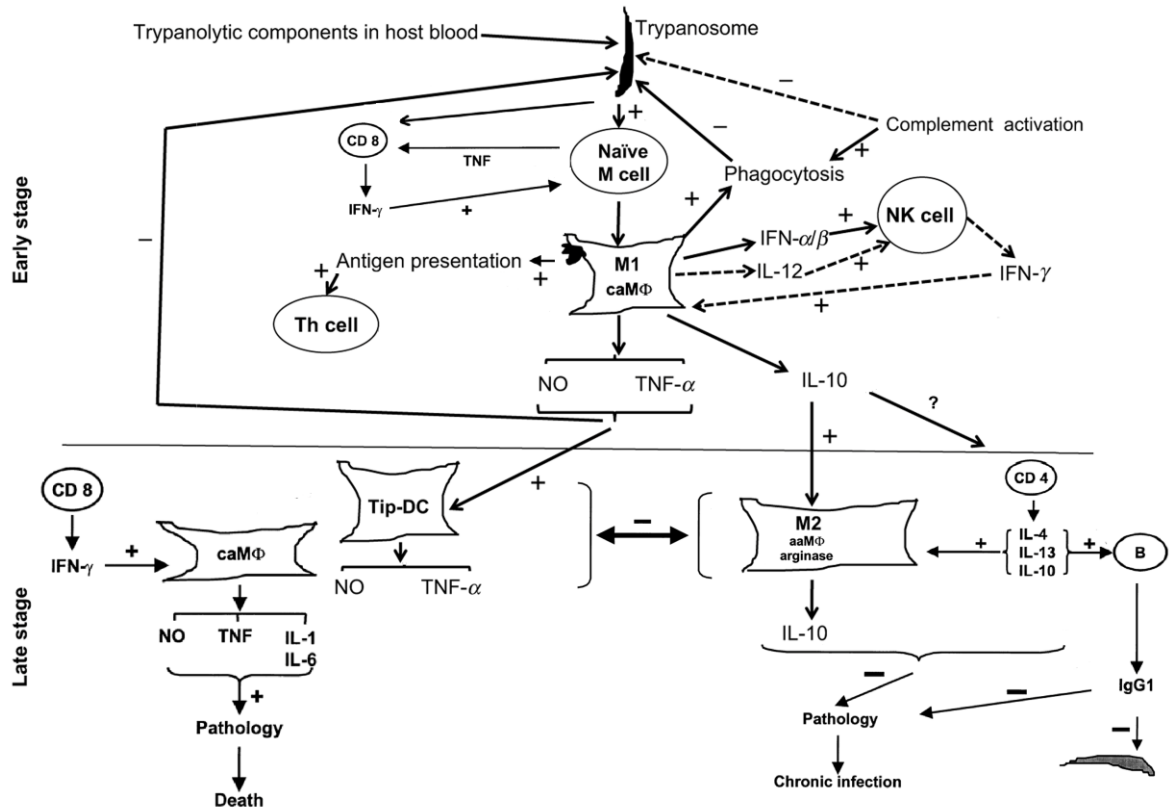 Trypanolytic components in host blood
Trypanosome
–
+
CD 8
TNF
Naïve
M cell
–
Complement activation
+
Phagocytosis
IFN-γ
+
+
NK cell
Early stage
–
Antigen presentation
+
+
M1
caMΦ
IFN-α/β
+
IL-12
+
IFN-γ
+
Th cell
NO
TNF-α
IL-10
?
+
+
CD 8
Tip-DC
–
CD 4
M2
aaMΦ
arginase
IL-4
IL-13
IL-10
+
+
B
IFN-γ
+
caMΦ
NO
TNF-α
Late stage
NO
TNF
IL-1
IL-6
IL-10
+
–
–
IgG1
Pathology
Pathology
–
Death
Chronic infection